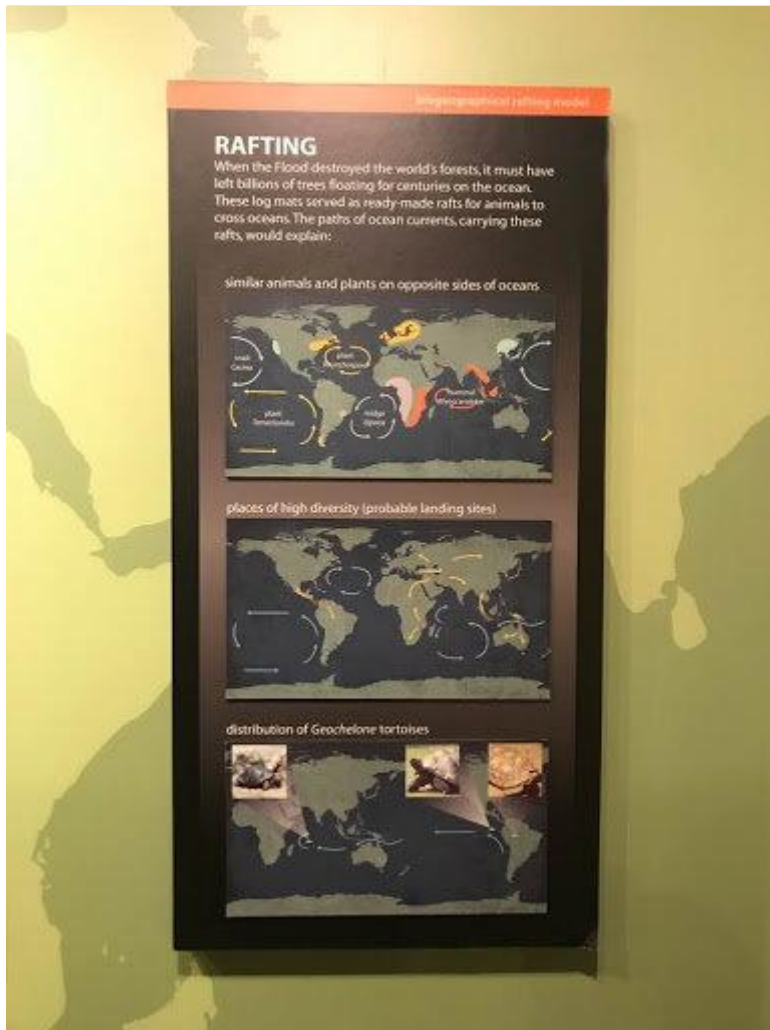 biogeographical rafting model
RAFTING
When the Flood destroyed the world's forests, it must have
left billions of trees floating for centuries on the ocean.
These log mats served as ready-made rafts for animals to
cross oceans. The paths of ocean currents, carrying these
rafts, would explain:
similar animals and plants on opposite sides of oceans
plant
plant
midge
places of high diversity (probable landing sites)
distribution of Geochelone tortoises